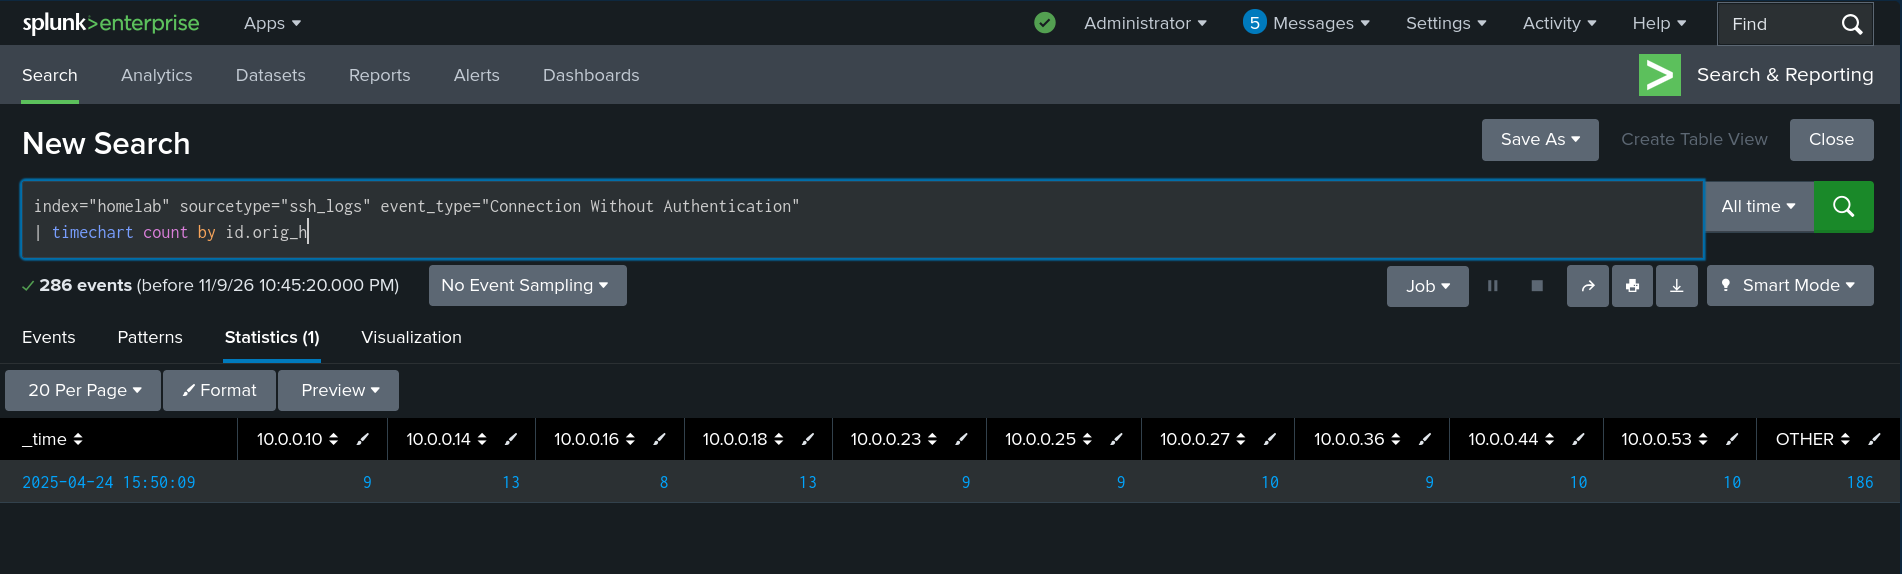 splunk>enterprise Apps Administrator 5 Messages Settings Activity Help Find
Search Analytics Datasets Reports Alerts Dashboards > Search & Reporting
New Search Save As Create Table View Close
index="homelab" sourcetype="ssh_logs" event_type="Connection Without Authentication" All time
| timechart count by id.orig_h
286 events (before 11/9/26 10:45:20.000 PM) No Event Sampling Job Smart Mode
Events Patterns Statistics (1) Visualization
20 Per Page Format Preview
_time 10.0.0.10 10.0.0.14 10.0.0.16 10.0.0.18 10.0.0.23 10.0.0.25 10.0.0.27 10.0.0.36 10.0.0.44 10.0.0.53 OTHER
2025-04-24 15:50:09 9 13 8 13 9 9 10 9 10 10 186